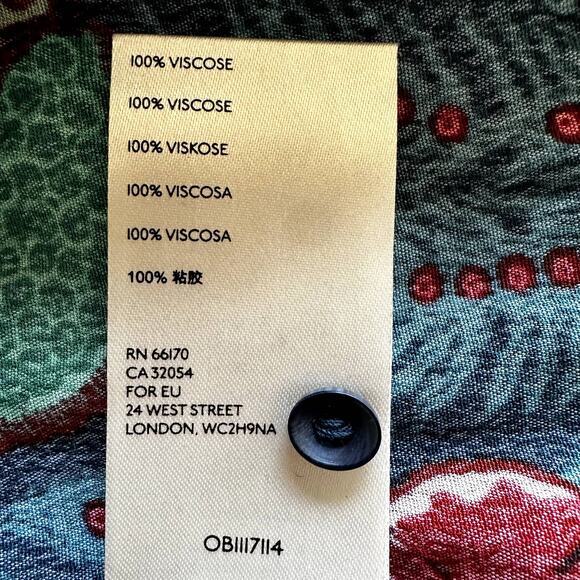 100% VISCOSE
100% VISCOSE
100% VISKOSE
100% VISCOSA
100% VISCOSA
100% 粘胶
RN 66170
CA 32054
FOR EU
24 WEST STREET
LONDON, WC2H9NA
OB1117114